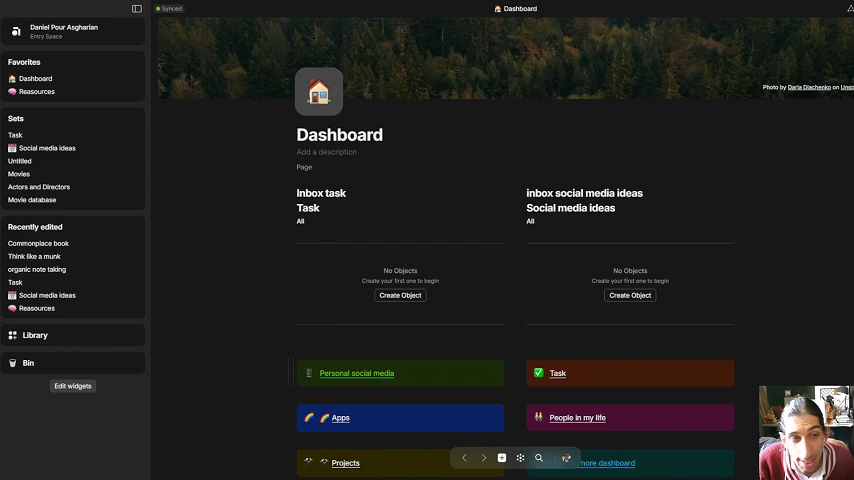 Daniel Pour Asgharian
Entry Space
Favorites
Dashboard
Reasources
Sets
Task
Social media ideas
Untitled
Movies
Actors and Directors
Movie database
Recently edited
Commonplace book
Think like a munk
organic note taking
Task
Social media ideas
Reasources
Library
Bin
Edit widgets
Synced
Dashboard
Photo by Daria Diachenko on Unsp
Dashboard
Add a description
Page
Inbox task
Task
All
No Objects
Create your first one to begin
Create Object
inbox social media ideas
Social media ideas
All
No Objects
Create your first one to begin
Create Object
Personal social media
Task
Apps
People in my life
Projects
more dashboard